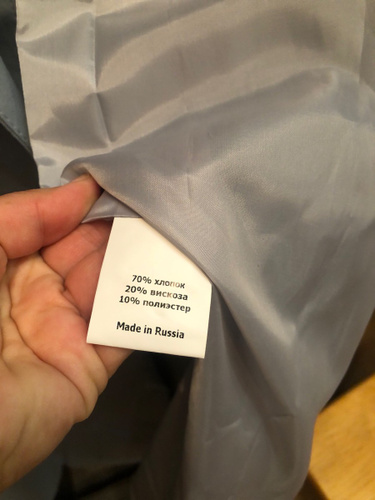 70% хлопок
20% вискоза
10% полиэстер
Made in Russia